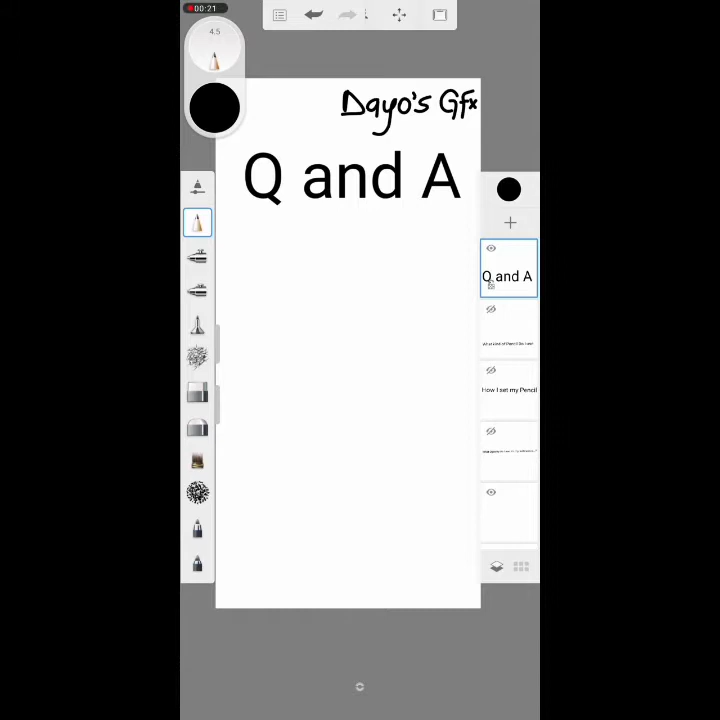 00:21
4.5
Dayo's Gfx
Q and A
Q and A
How I set my Pencil